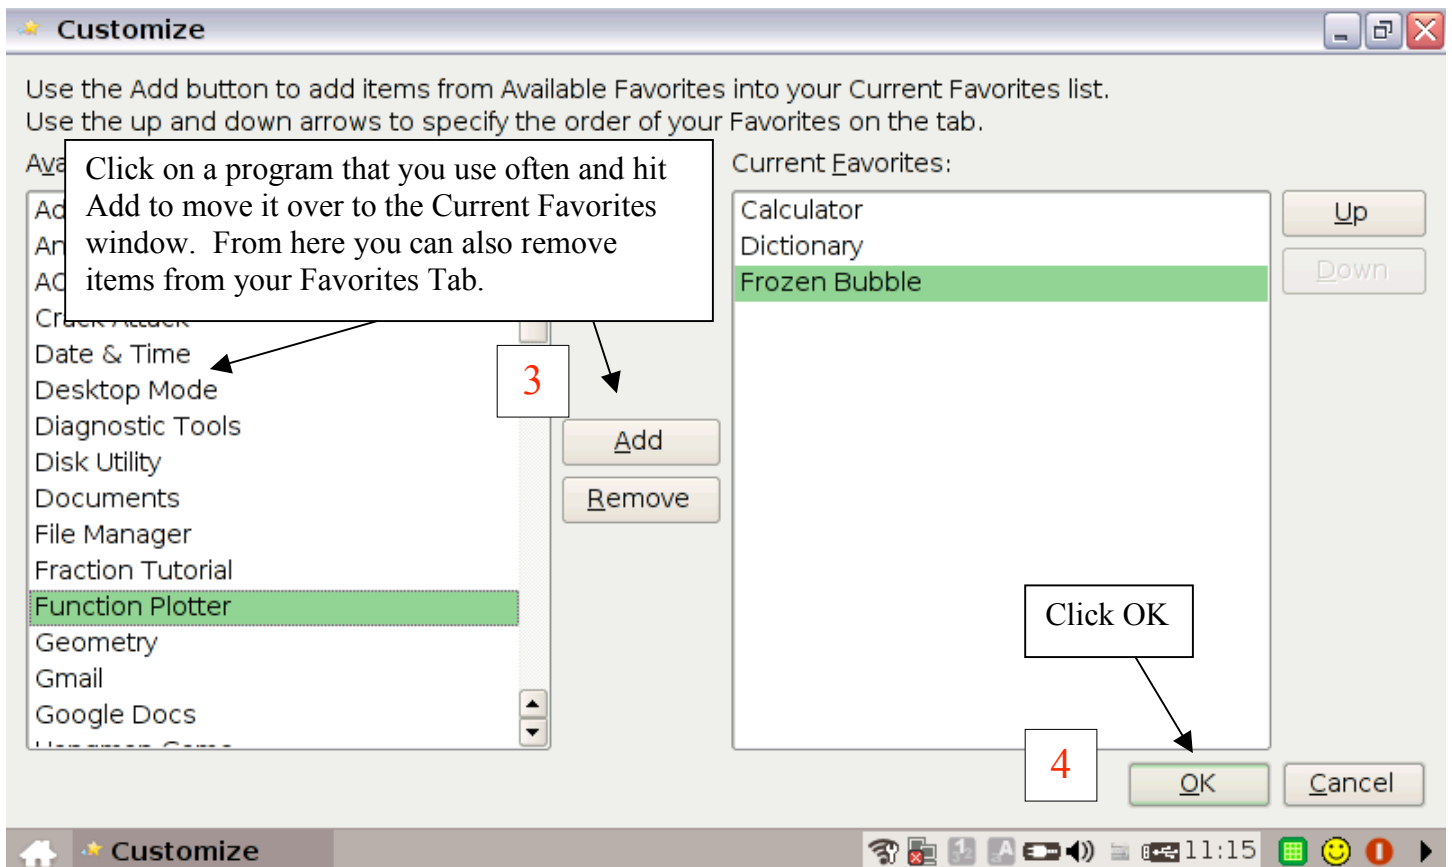 Customize
Use the Add button to add items from Available Favorites into your Current Favorites list.
Use the up and down arrows to specify the order of your Favorites on the tab.
Click on a program that you use often and hit
Add to move it over to the Current Favorites
window. From here you can also remove
items from your Favorites Tab.
Date & Time
Desktop Mode
Diagnostic Tools
Disk Utility
Documents
File Manager
Fraction Tutorial
Function Plotter
Geometry
Gmail
Google Docs
3
Add
Remove
Current Favorites:
Calculator
Dictionary
Frozen Bubble
Up
Down
Click OK
4
OK
Cancel
Customize
11:15